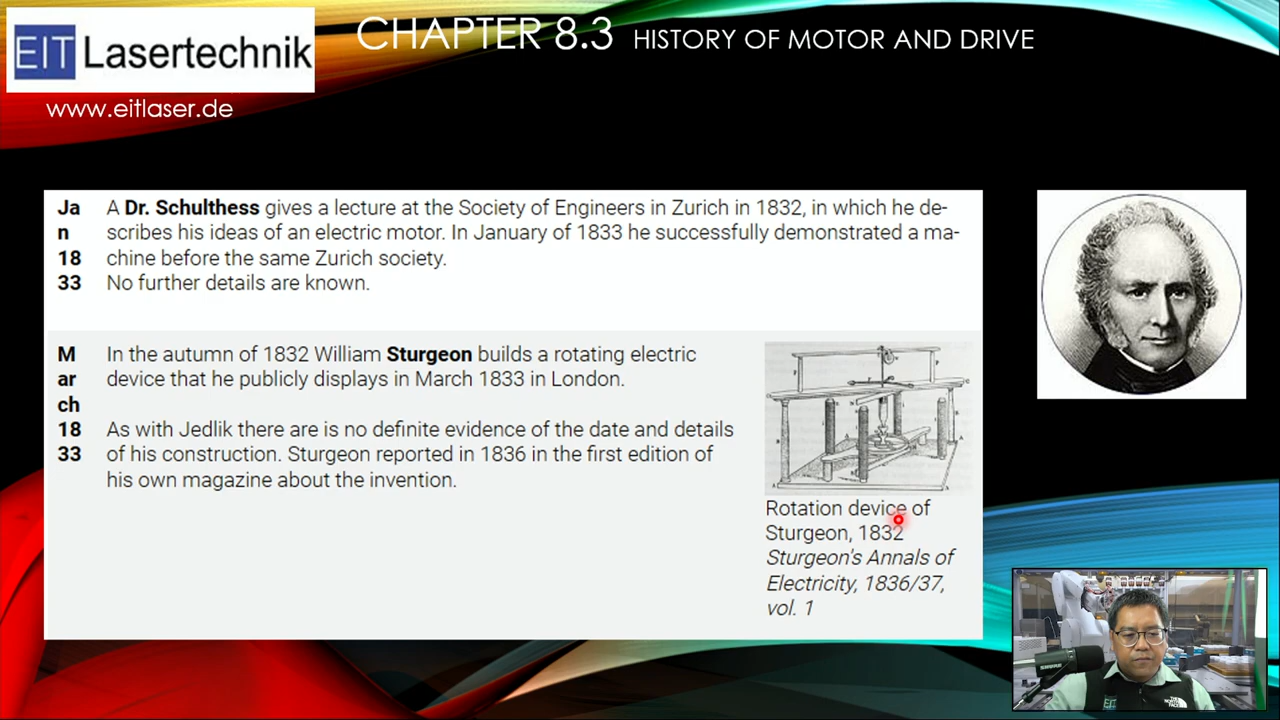 EIT Lasertechnik
CHAPTER 8.3 HISTORY OF MOTOR AND DRIVE
www.eitlaser.de
Ja
n
18
33
A Dr. Schulthess gives a lecture at the Society of Engineers in Zurich in 1832, in which he de-
scribes his ideas of an electric motor. In January of 1833 he successfully demonstrated a ma-
chine before the same Zurich society.
No further details are known.
M
ar
ch
18
33
In the autumn of 1832 William Sturgeon builds a rotating electric
device that he publicly displays in March 1833 in London.
As with Jedlik there are is no definite evidence of the date and details
of his construction. Sturgeon reported in 1836 in the first edition of
his own magazine about the invention.
Rotation device of
Sturgeon, 1832
Sturgeon's Annals of
Electricity, 1836/37,
vol. 1
SHURE
EIT
THE
NORTH
FACE